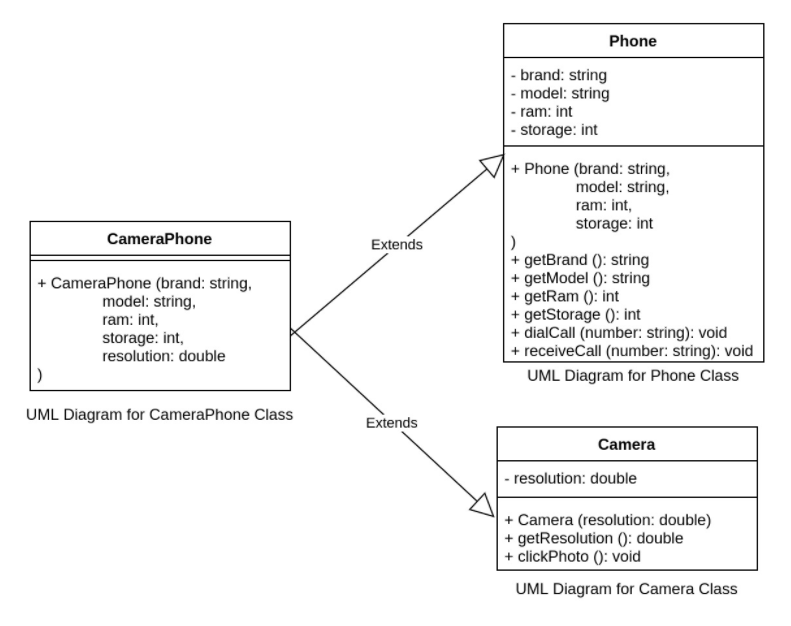 Phone
- brand: string
- model: string
- ram: int
- storage: int
+ Phone (brand: string,
model: string,
ram: int,
storage: int
)
+ getBrand (): string
+ getModel (): string
+ getRam (): int
+ getStorage (): int
+ dialCall (number: string): void
+ receiveCall (number: string): void
UML Diagram for Phone Class
Extends
CameraPhone
+ CameraPhone (brand: string,
model: string,
ram: int,
storage: int,
resolution: double
)
UML Diagram for CameraPhone Class
Extends
Camera
- resolution: double
+ Camera (resolution: double)
+ getResolution (): double
+ clickPhoto (): void
UML Diagram for Camera Class